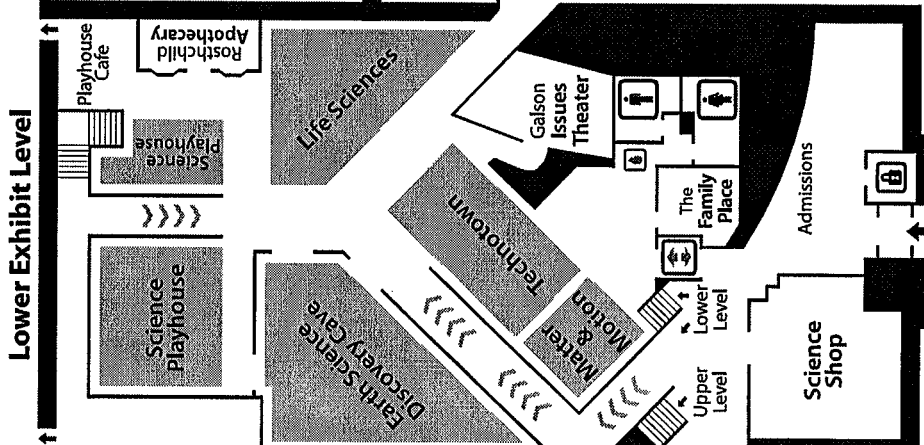 Lower Exhibit Level
Playhouse
Cafe
Rosthchild
Apothecary
Science
Playhouse
Life Sciences
Galson
Issues
Theater
Science
Playhouse
Technotown
Earth Science
Discovery Cave
Matter
&
Motion
The
Family
Place
Admissions
Lower
Level
Upper
Level
Science
Shop